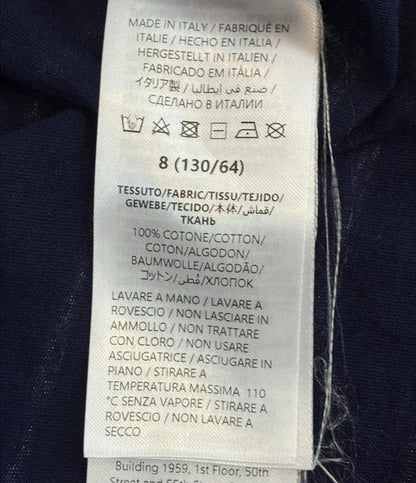 MADE IN ITALY / FABRIQUÉ EN
ITALIE / HECHO EN ITALIA /
HERGESTELLT IN ITALIEN /
FABRICADO EM ITÁLIA /
イタリア製 / صنع في ايطاليا /
СДЕЛАНО В ИТАЛИИ
8 (130/64)
TESSUTO/FABRIC/TISSU/TEJIDO/
GEWEBE/TECIDO/本体/قماش/
ТКАНЬ
100% COTONE/COTTON/
COTON/ALGODON/
BAUMWOLLE/ALGODÃO/
コットン/قطن/ХЛОПОК
LAVARE A MANO / LAVARE A
ROVESCIO / NON LASCIARE IN
AMMOLLO / NON TRATTARE
CON CLORO / NON USARE
ASCIUGATRICE / ASCIUGARE IN
PIANO / STIRARE A
TEMPERATURA MASSIMA 110
°C SENZA VAPORE / STIRARE A
ROVESCIO / NON LAVARE A
SECCO
Building 1959, 1st Floor, 50th
Street and 55th